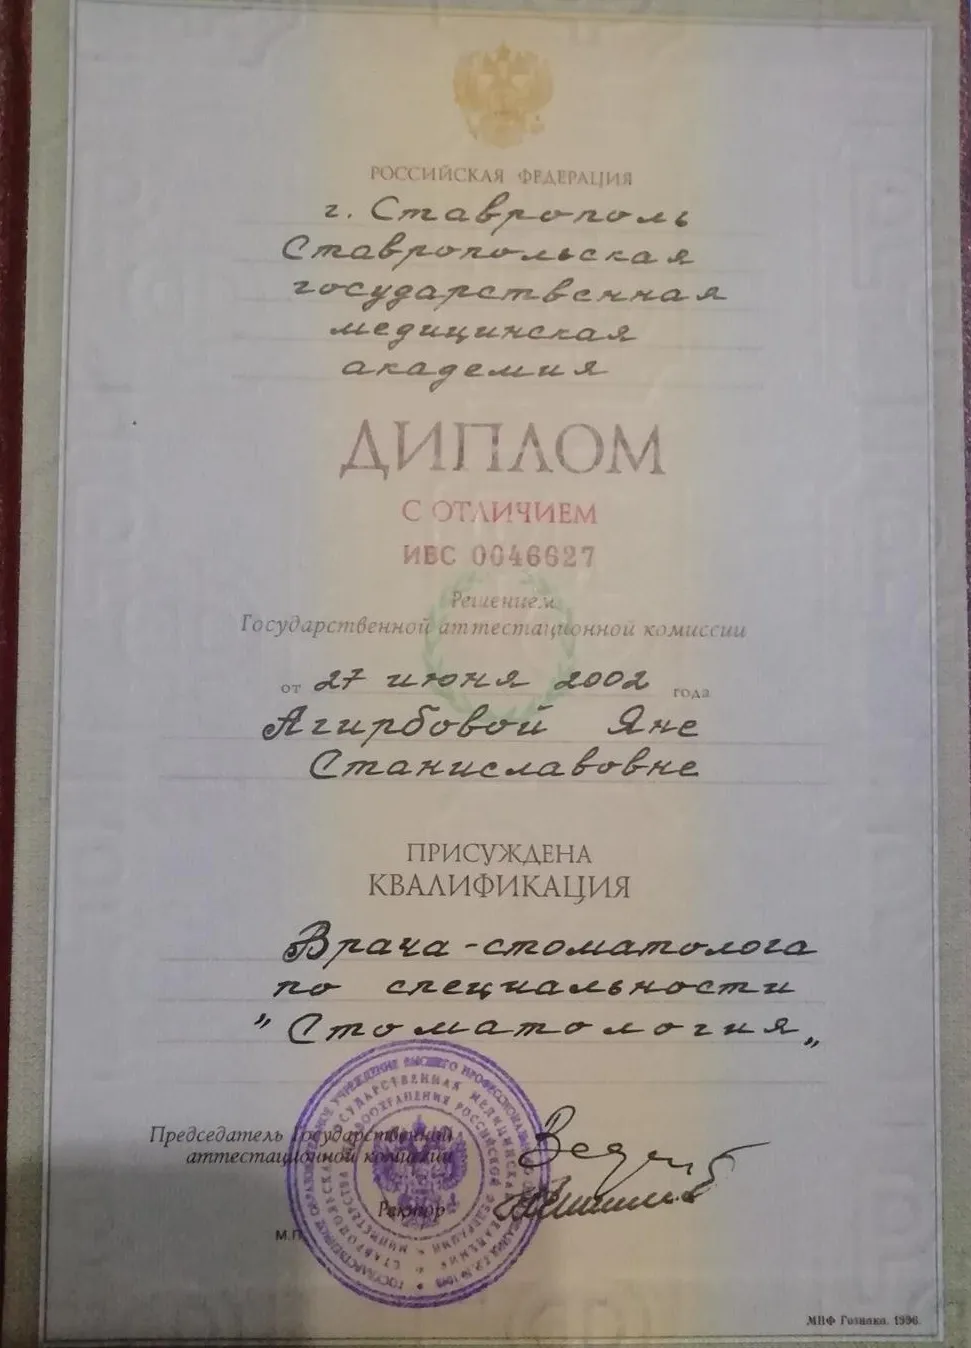 РОССИЙСКАЯ ФЕДЕРАЦИЯ
г. Ставрополь
Ставропольская
государственная
медицинская
академия
ДИПЛОМ
С ОТЛИЧИЕМ
ИВС 0046627
Решением
Государственной аттестационной комиссии
от 27 июня 2002 года
Агирбовой Яне
Станиславовне
ПРИСУЖДЕНА
КВАЛИФИКАЦИЯ
Врача-стоматолога
по специальности
"Стоматология"
Председатель Государственной
аттестационной комиссии
Ректор
М.П.
МПФ Гознака. 1996.